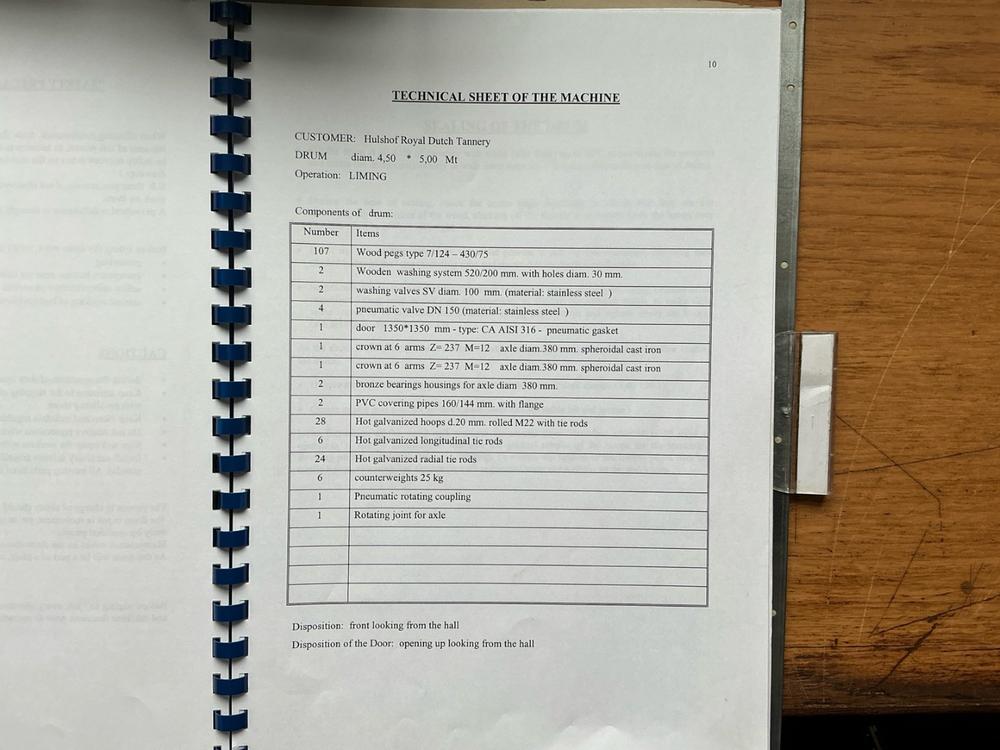 10
TECHNICAL SHEET OF THE MACHINE
CUSTOMER: Hulshof Royal Dutch Tannery
DRUM diam. 4,50 * 5,00 Mt
Operation: LIMING
Components of drum:
Number Items
107 Wood pegs type 7/124 – 430/75
2 Wooden washing system 520/200 mm. with holes diam. 30 mm.
2 washing valves SV diam. 100 mm. (material: stainless steel )
4 pneumatic valve DN 150 (material: stainless steel )
1 door 1350*1350 mm - type: CA AISI 316 - pneumatic gasket
1 crown at 6 arms Z= 237 M=12 axle diam.380 mm. spheroidal cast iron
1 crown at 6 arms Z= 237 M=12 axle diam.380 mm. spheroidal cast iron
2 bronze bearings housings for axle diam 380 mm.
2 PVC covering pipes 160/144 mm. with flange
28 Hot galvanized hoops d.20 mm. rolled M22 with tie rods
6 Hot galvanized longitudinal tie rods
24 Hot galvanized radial tie rods
6 counterweights 25 kg
1 Pneumatic rotating coupling
1 Rotating joint for axle
Disposition: front looking from the hall
Disposition of the Door: opening up looking from the hall